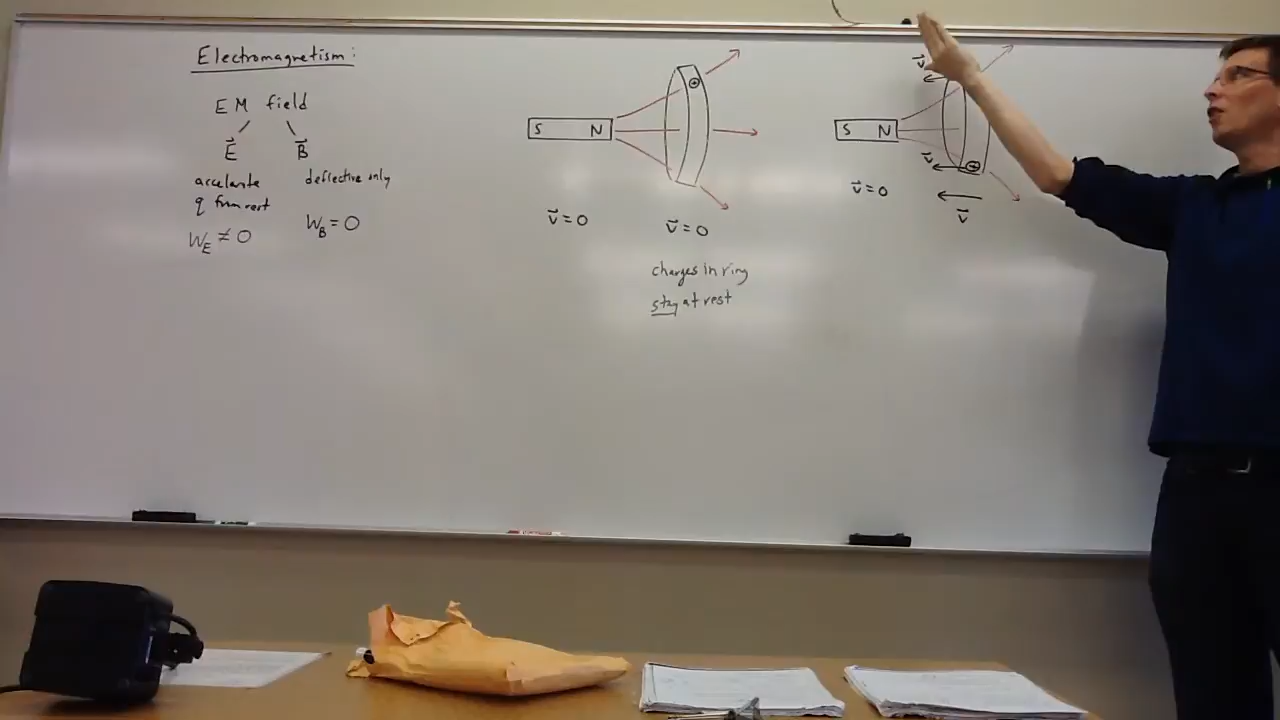 Electromagnetism:
EM field
E⃗ B⃗
accelerate
q from rest
W_E ≠ 0
deflective only
W_B = 0
S N
v⃗ = 0
v⃗ = 0
charges in ring
stay at rest
S N
v⃗
v⃗
v⃗ = 0
v⃗